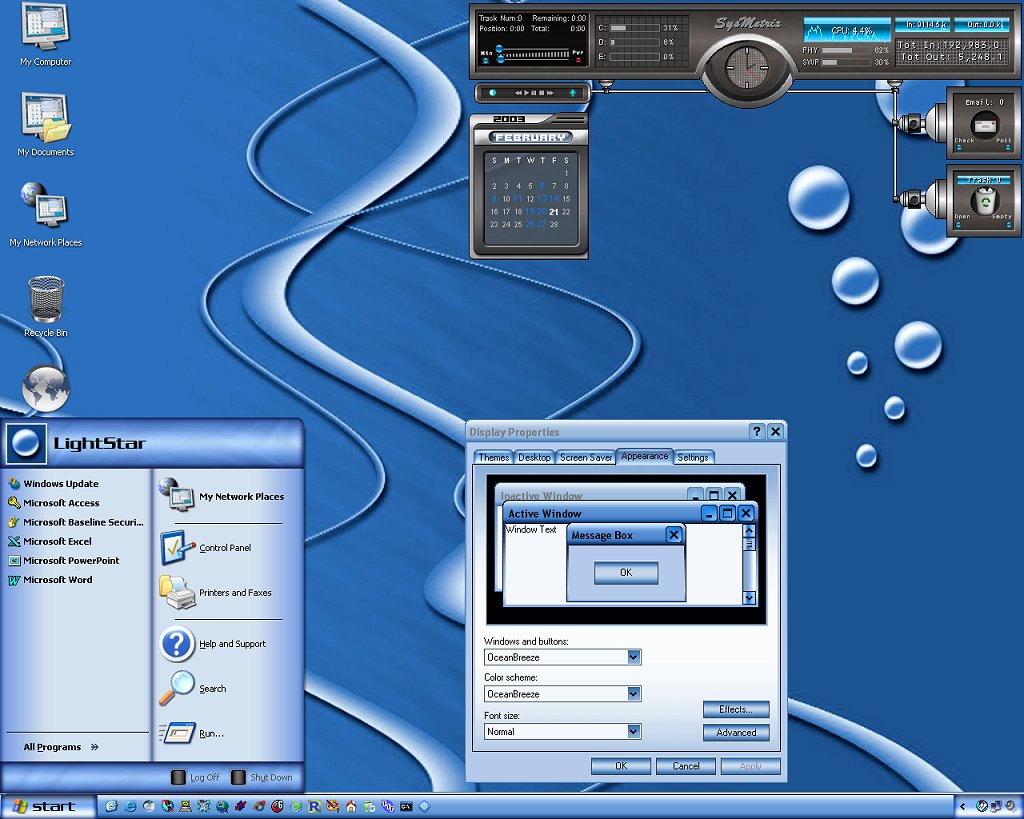 My Computer
My Documents
My Network Places
Recycle Bin
Track Num:0 Remaining: 0:00
Position: 0:00 Total: 0:00
Min Pwr
C: 31%
D: 6%
E: 0%
SysMetrix
CPU: 4.4%
PHY 62%
SWP 30%
Out: 0.0 k
Tot In: 192,983.0
Tot Out: 5,248.1
Email: 0
Check Poll
Trash: 0
Open Empty
2003
FEBRUARY
S M T W T F S
1
2 3 4 5 6 7 8
9 10 11 12 13 14 15
16 17 18 19 20 21 22
23 24 25 26 27 28
LightStar
Windows Update
Microsoft Access
Microsoft Baseline Securi...
Microsoft Excel
Microsoft PowerPoint
Microsoft Word
All Programs
My Network Places
Control Panel
Printers and Faxes
Help and Support
Search
Run...
Log Off Shut Down
Display Properties
Themes Desktop Screen Saver Appearance Settings
Inactive Window
Active Window
Window Text
Message Box
OK
Windows and buttons:
OceanBreeze
Color scheme:
OceanBreeze
Font size:
Normal
Effects...
Advanced
OK Cancel Apply
start